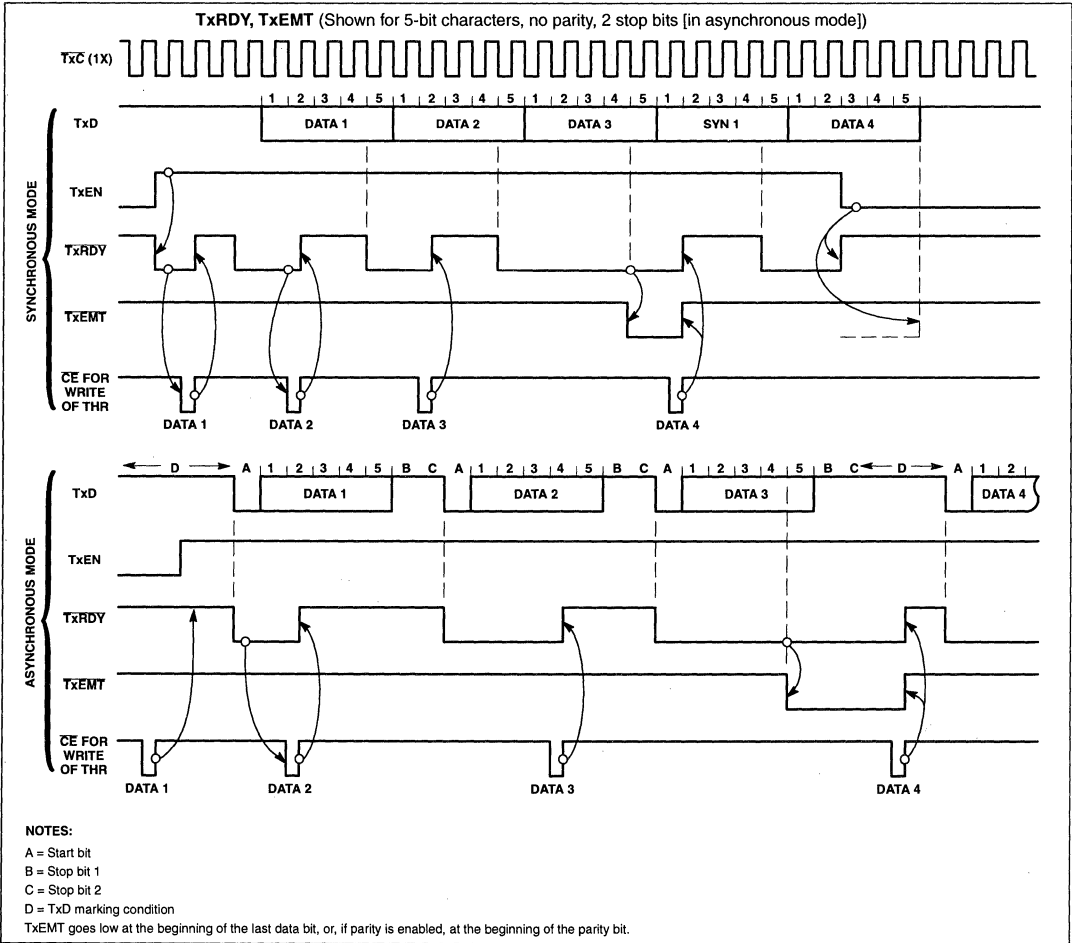 TxRDY, TxEMT (Shown for 5-bit characters, no parity, 2 stop bits [in asynchronous mode])
TxC (1X)
1 2 3 4 5 1 2 3 4 5 1 2 3 4 5 1 2 3 4 5 1 2 3 4 5
TxD DATA 1 DATA 2 DATA 3 SYN 1 DATA 4
SYNCHRONOUS MODE
TxEN
TxRDY
TxEMT
CE FOR
WRITE
OF THR
DATA 1 DATA 2 DATA 3 DATA 4
D A 1 2 3 4 5 B C A 1 2 3 4 5 B C A 1 2 3 4 5 B C D A 1 2
TxD DATA 1 DATA 2 DATA 3 DATA 4
ASYNCHRONOUS MODE
TxEN
TxRDY
TxEMT
CE FOR
WRITE
OF THR
DATA 1 DATA 2 DATA 3 DATA 4
NOTES:
A = Start bit
B = Stop bit 1
C = Stop bit 2
D = TxD marking condition
TxEMT goes low at the beginning of the last data bit, or, if parity is enabled, at the beginning of the parity bit.